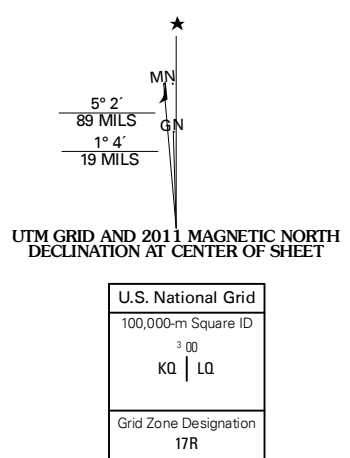 MN
5° 2´
89 MILS
GN
1° 4´
19 MILS
UTM GRID AND 2011 MAGNETIC NORTH
DECLINATION AT CENTER OF SHEET
U.S. National Grid
100,000-m Square ID
3 00
KQ LQ
Grid Zone Designation
17R